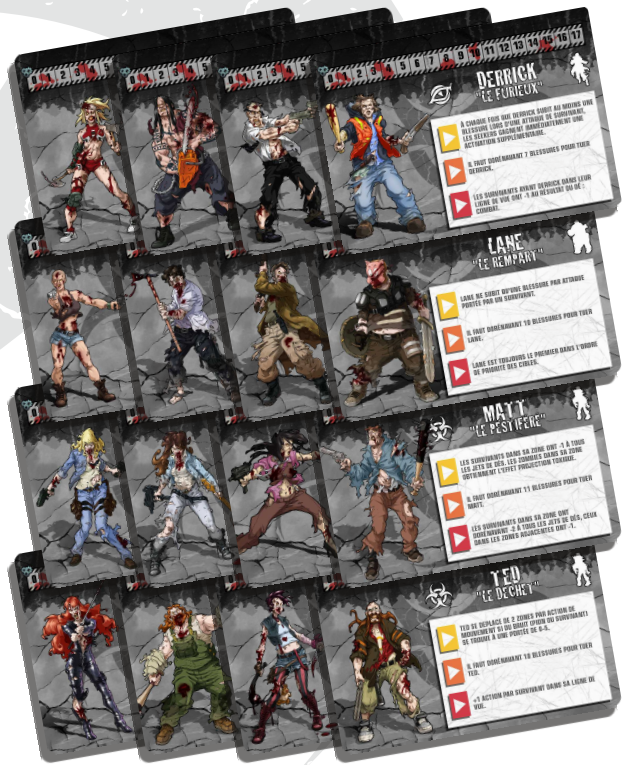 DERRICK
"LE FURIEUX"
À CHAQUE FOIS QUE DERRICK SUBIT AU MOINS UNE
BLESSURE LORS D'UNE ATTAQUE DE SURVIVANT,
LES SEEKERS GAGNENT IMMÉDIATEMENT UNE
ACTIVATION SUPPLÉMENTAIRE.
IL FAUT DORÉNAVANT 7 BLESSURES POUR TUER
DERRICK.
LES SURVIVANTS AYANT DERRICK DANS LEUR
LIGNE DE VUE ONT -1 AU RÉSULTAT DU DÉ :
COMBAT.
LANE
"LE REMPART"
LANE NE SUBIT QU'UNE BLESSURE PAR ATTAQUE
PORTÉE PAR UN SURVIVANT.
IL FAUT DORÉNAVANT 10 BLESSURES POUR TUER
LANE.
LANE EST TOUJOURS LE PREMIER DANS L'ORDRE
DE PRIORITÉ DES CIBLES.
MATT
"LE PESTIFÉRÉ"
LES SURVIVANTS DANS SA ZONE ONT -1 À TOUS
LES JETS DE DÉS. LES ZOMBIES DANS SA ZONE
OBTIENNENT L'EFFET PROJECTION TOXIQUE.
IL FAUT DORÉNAVANT 11 BLESSURES POUR TUER
MATT.
LES SURVIVANTS DANS SA ZONE ONT
DORÉNAVANT -2 À TOUS LES JETS DE DÉS, CEUX
DANS LES ZONES ADJACENTES ONT -1.
TED
"LE DÉCHET"
TED SE DÉPLACE DE 2 ZONES PAR ACTION DE
MOUVEMENT SI DU BRUIT (PION OU SURVIVANT)
SE TROUVE À UNE PORTÉE DE
IL FAUT DORÉNAVANT 10 BLESSURES POUR TUER
TED.
+1 ACTION PAR SURVIVANT DANS SA LIGNE DE
VUE.